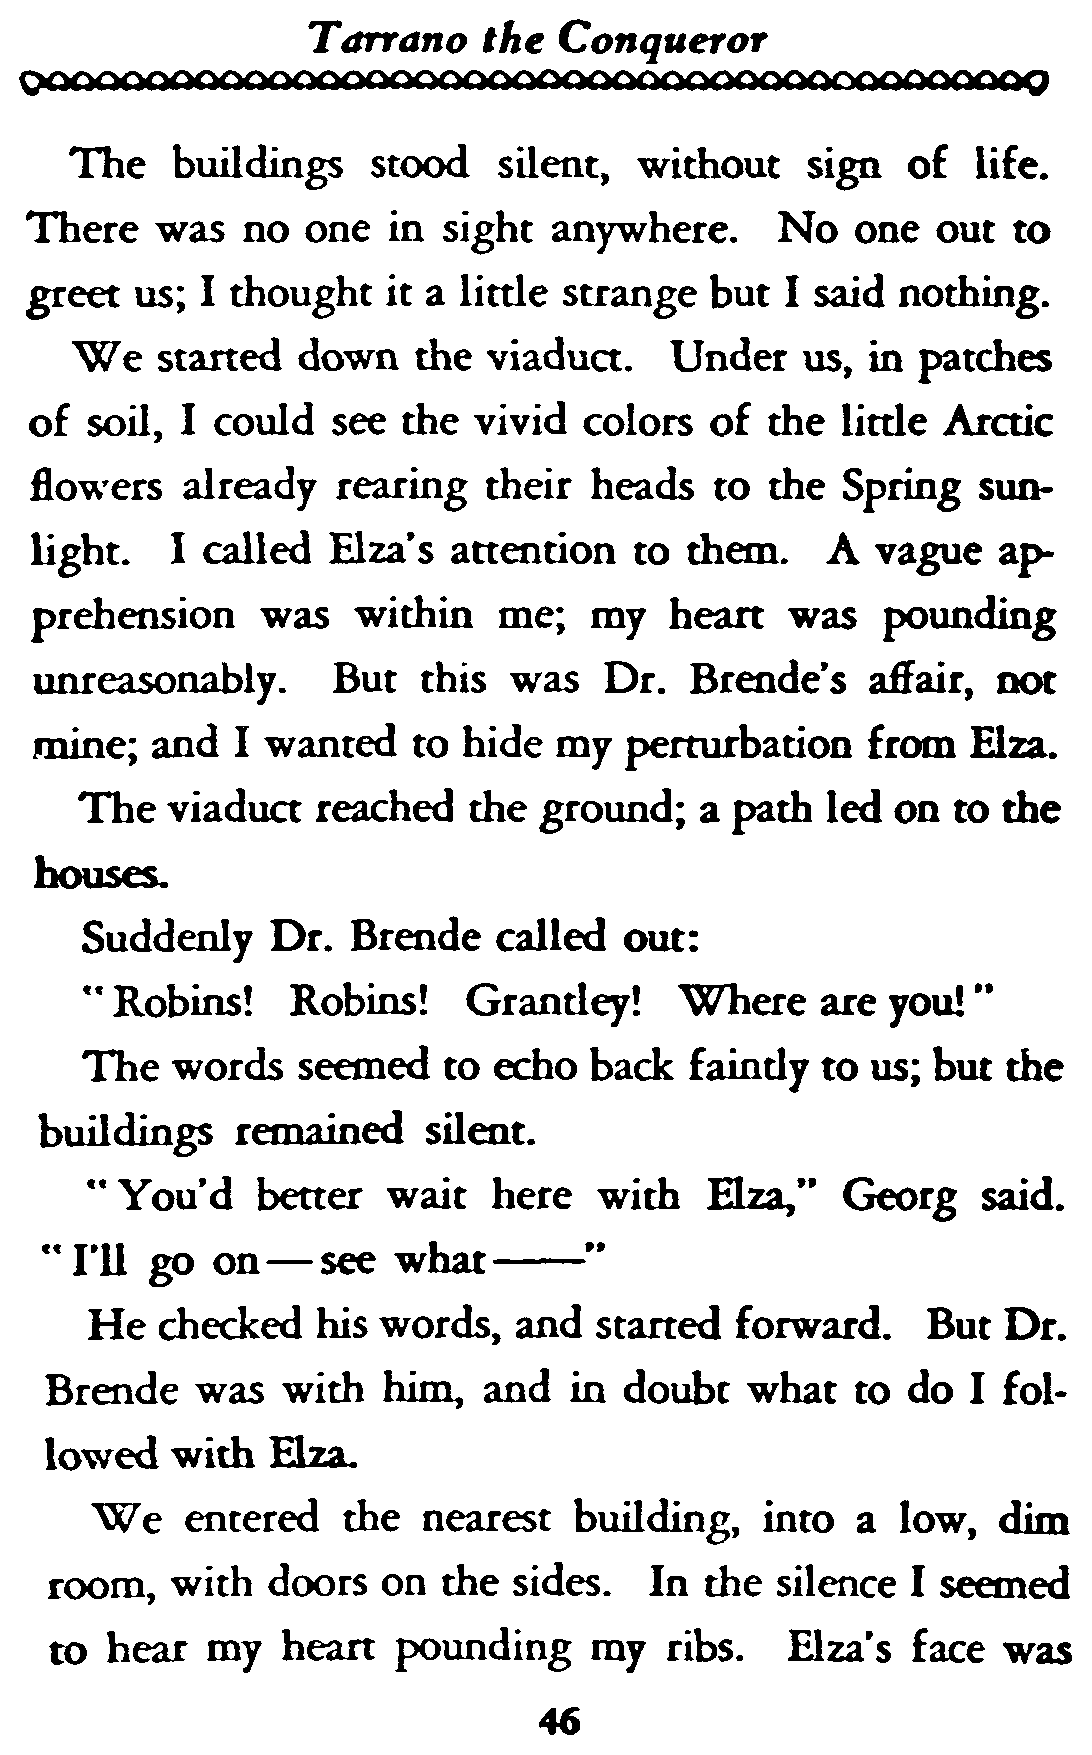 Tarrano the Conqueror
The buildings stood silent, without sign of life.
There was no one in sight anywhere. No one out to
greet us; I thought it a little strange but I said nothing.
We started down the viaduct. Under us, in patches
of soil, I could see the vivid colors of the little Arctic
flowers already rearing their heads to the Spring sun-
light. I called Elza's attention to them. A vague ap-
prehension was within me; my heart was pounding
unreasonably. But this was Dr. Brende's affair, not
mine; and I wanted to hide my perturbation from Elza.
The viaduct reached the ground; a path led on to the
houses.
Suddenly Dr. Brende called out:
"Robins! Robins! Grantley! Where are you!"
The words seemed to echo back faintly to us; but the
buildings remained silent.
"You'd better wait here with Elza," Georg said.
"I'll go on—see what——"
He checked his words, and started forward. But Dr.
Brende was with him, and in doubt what to do I fol-
lowed with Elza.
We entered the nearest building, into a low, dim
room, with doors on the sides. In the silence I seemed
to hear my heart pounding my ribs. Elza's face was
46